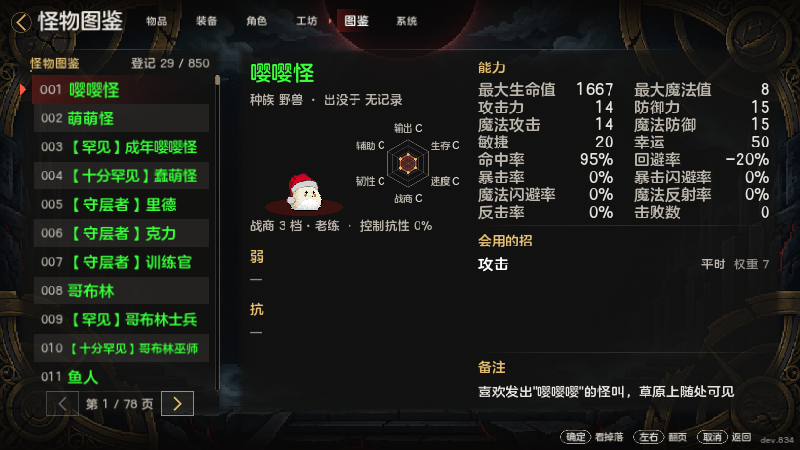 怪物图鉴 物品 装备 角色 工坊 图鉴 系统
怪物图鉴 登记 29 / 850
001 嘤嘤怪
002 萌萌怪
003 【罕见】成年嘤嘤怪
004 【十分罕见】蠢萌怪
005 【守层者】里德
006 【守层者】克力
007 【守层者】训练官
008 哥布林
009 【罕见】哥布林士兵
010 【十分罕见】哥布林巫师
011 鱼人
第 1 / 78 页
嘤嘤怪
种族 野兽 · 出没于 无记录
输出 C
生存 C
速度 C
战商 C
韧性 C
辅助 C
战商 3 档 · 老练 · 控制抗性 0%
弱
—
抗
—
能力
最大生命值 1667 最大魔法值 8
攻击力 14 防御力 15
魔法攻击 14 魔法防御 15
敏捷 20 幸运 50
命中率 95% 回避率 -20%
暴击率 0% 暴击闪避率 0%
魔法闪避率 0% 魔法反射率 0%
反击率 0% 击败数 0
会用的招
攻击 平时 权重 7
备注
喜欢发出"嘤嘤嘤"的怪叫，草原上随处可见
确定 看掉落 左右 翻页 取消 返回 dev.834